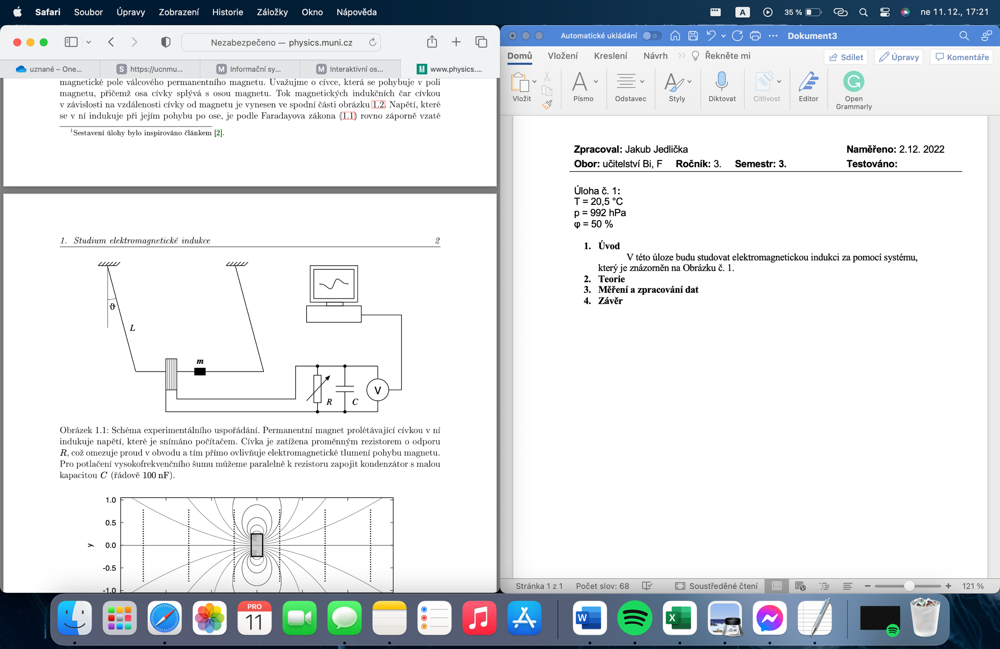 Safari Soubor Úpravy Zobrazení Historie Záložky Okno Nápověda
A 35 % ne 11. 12., 17:21
Nezabezpečeno — physics.muni.cz
uznané – One... S https://ucnmu... M Informační sy... M Interaktivní os... M www.physics....
magnetické pole válcového permanentního magnetu. Uvažujme o cívce, která se pohybuje v poli
magnetu, přičemž osa cívky splývá s osou magnetu. Tok magnetických indukčních čar cívkou
v závislosti na vzdálenosti cívky od magnetu je vynesen ve spodní části obrázku 1.2. Napětí, které
se v ní indukuje při jejím pohybu po ose, je podle Faradayova zákona (1.1) rovno záporně vzaté
1Sestavení úlohy bylo inspirováno článkem [2].
1. Studium elektromagnetické indukce 2
ϑ
L
m
R
C
V
Obrázek 1.1: Schéma experimentálního uspořádání. Permanentní magnet prolétávající cívkou v ní
indukuje napětí, které je snímáno počítačem. Cívka je zatížena proměnným rezistorem o odporu
R, což omezuje proud v obvodu a tím přímo ovlivňuje elektromagnetické tlumení pohybu magnetu.
Pro potlačení vysokofrekvenčního šumu můžeme paralelně k rezistoru zapojit kondenzátor s malou
kapacitou C (řádově 100 nF).
1.0
0.5
y 0.0
-0.5
-1.0
Automatické ukládání Dokument3
Domů Vložení Kreslení Návrh Řekněte mi Sdílet Úpravy Komentáře
Vložit Písmo Odstavec Styly Diktovat Citlivost Editor Open
Grammarly
Zpracoval: Jakub Jedlička Naměřeno: 2.12. 2022
Obor: učitelství Bi, F Ročník: 3. Semestr: 3. Testováno:
Úloha č. 1:
T = 20,5 °C
p = 992 hPa
φ = 50 %
1. Úvod
V této úloze budu studovat elektromagnetickou indukci za pomocí systému,
který je znázorněn na Obrázku č. 1.
2. Teorie
3. Měření a zpracování dat
4. Závěr
Stránka 1 z 1 Počet slov: 68 Soustředěné čtení 121 %
PRO
11
W
X